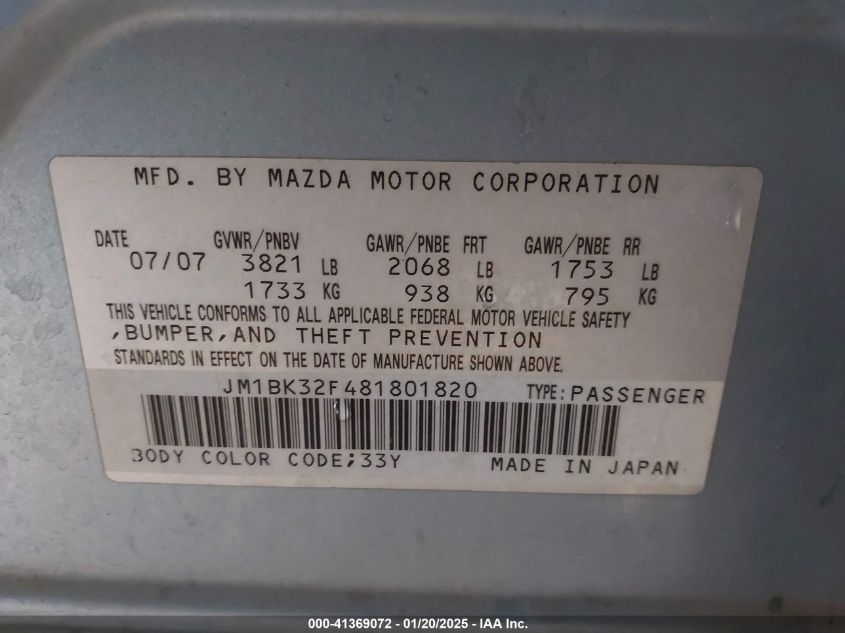 MFD. BY MAZDA MOTOR CORPORATION
DATE GVWR/PNBV GAWR/PNBE FRT GAWR/PNBE RR
07/07 3821 LB 2068 LB 1753 LB
1733 KG 938 KG 795 KG
THIS VEHICLE CONFORMS TO ALL APPLICABLE FEDERAL MOTOR VEHICLE SAFETY
,BUMPER,AND THEFT PREVENTION
STANDARDS IN EFFECT ON THE DATE OF MANUFACTURE SHOWN ABOVE.
JM1BK32F481801820 TYPE:PASSENGER
BODY COLOR CODE;33Y MADE IN JAPAN
000-41369072 - 01/20/2025 - IAA Inc.